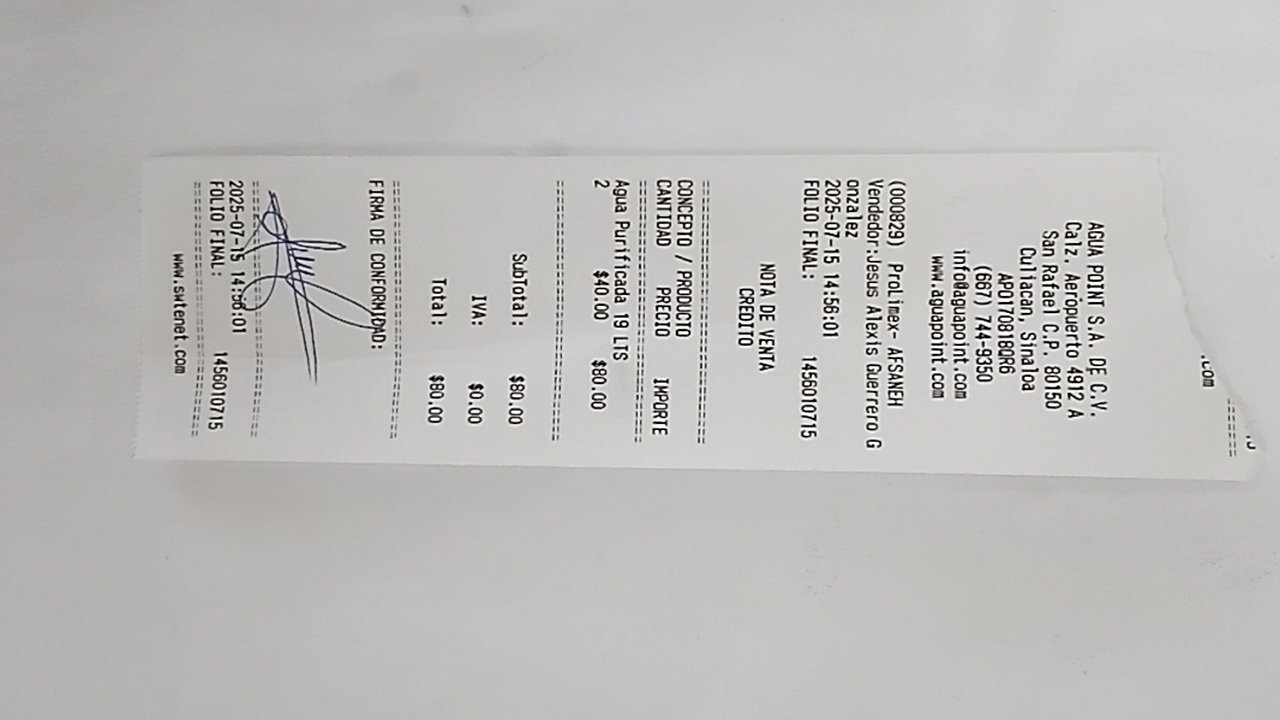 .com
AGUA POINT S.A. DE C.V.
Calz. Aeropuerto 4912 A
San Rafael C.P. 80150
Culiacan, Sinaloa
APO170818QR6
(667) 744-9350
info@aguapoint.com
www.aguapoint.com
(000829) ProLimex- AFSANEH
Vendedor:Jesus Alexis Guerrero G
onzalez
2025-07-15 14:56:01
FOLIO FINAL: 1456010715
NOTA DE VENTA
CREDITO
================================
CONCEPTO / PRODUCTO
CANTIDAD PRECIO IMPORTE
================================
Agua Purificada 19 LTS
2 $40.00 $80.00
================================
SubTotal: $80.00
IVA: $0.00
Total: $80.00
================================
FIRMA DE CONFORMIDAD:
================================
2025-07-15 14:56:01
FOLIO FINAL: 1456010715
================================
www.swtenet.com